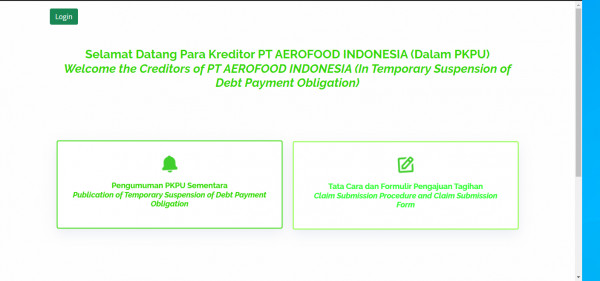 Login
Selamat Datang Para Kreditor PT AEROFOOD INDONESIA (Dalam PKPU)
Welcome the Creditors of PT AEROFOOD INDONESIA (In Temporary Suspension of
Debt Payment Obligation)
Pengumuman PKPU Sementara
Publication of Temporary Suspension of Debt Payment
Obligation
Tata Cara dan Formulir Pengajuan Tagihan
Claim Submission Procedure and Claim Submission
Form